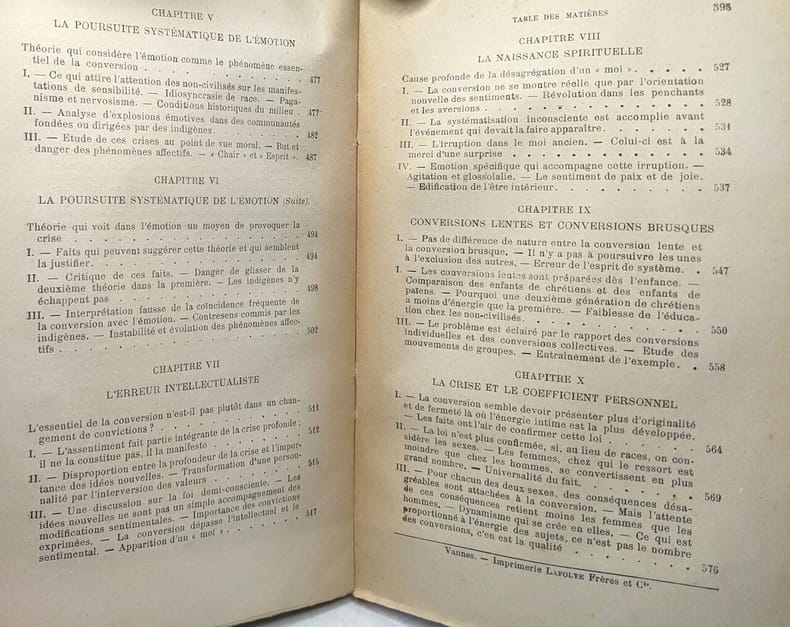 CHAPITRE V
LA POURSUITE SYSTÉMATIQUE DE L'ÉMOTION
Théorie qui considère l'émotion comme le phénomène essen-
tiel de la conversion . . . . . . . . . . 477
I. — Ce qui attire l'attention des non-civilisés sur les manifes-
tations de sensibilité. — Idiosyncrasie de race. — Paga-
nisme et nervosisme. — Conditions historiques du milieu . 477
II. — Analyse d'explosions émotives dans des communautés
fondées ou dirigées par des indigènes. . . . . . . 482
III. — Etude de ces crises au point de vue moral. — But et
danger des phénomènes affectifs. — « Chair » et « Esprit » . 487
CHAPITRE VI
LA POURSUITE SYSTÉMATIQUE DE L'ÉMOTION (Suite).
Théorie qui voit dans l'émotion un moyen de provoquer la
crise . . . . . . . . . . . . . 494
I. — Faits qui peuvent suggérer cette théorie et qui semblent
la justifier. . . . . . . . . . . . 494
II. — Critique de ces faits. — Danger de glisser de la
deuxième théorie dans la première. — Les indigènes n'y
échappent pas . . . . . . . . . . . 498
III. — Interprétation fausse de la coïncidence fréquente de
la conversion avec l'émotion. — Contresens commis par les
indigènes. — Instabilité et évolution des phénomènes affec-
tifs . . . . . . . . . . . . . . 502
CHAPITRE VII
L'ERREUR INTELLECTUALISTE
L'essentiel de la conversion n'est-il pas plutôt dans un chan-
gement de convictions ? . . . . . . . . . 511
I. — L'assentiment fait partie intégrante de la crise profonde ;
il ne la constitue pas, il la manifeste . . . . . . 512
II. — Disproportion entre la profondeur de la crise et l'impor-
tance des idées nouvelles. — Transformation d'une person-
nalité par l'interversion des valeurs . . . . . . 515
III. — Une discussion sur la foi demi-consciente. — Les
idées nouvelles ne sont pas un simple accompagnement des
modifications sentimentales. — Importance des convictions
exprimées. — La conversion dépasse l'intellectuel et le
sentimental. — Apparition d'un « moi » . . . . . . 517
TABLE DES MATIÈRES 595
CHAPITRE VIII
LA NAISSANCE SPIRITUELLE
Cause profonde de la désagrégation d'un « moi ». . . . . 527
I. — La conversion ne se montre réelle que par l'orientation
nouvelle des sentiments. — Révolution dans les penchants
et les aversions . . . . . . . . . . . 528
II. — La systématisation inconsciente est accomplie avant
l'événement qui devait la faire apparaître. . . . . . 531
III. — L'irruption dans le moi ancien. — Celui-ci est à la
merci d'une surprise . . . . . . . . . . 534
IV. — Emotion spécifique qui accompagne cette irruption. —
Agitation et glossolalie. — Le sentiment de paix et de joie.
— Edification de l'être intérieur. . . . . . . . 537
CHAPITRE IX
CONVERSIONS LENTES ET CONVERSIONS BRUSQUES
I. — Pas de différence de nature entre la conversion lente et
la conversion brusque. — Il n'y a pas à poursuivre les unes
à l'exclusion des autres. — Erreur de l'esprit de système. . 547
I. — Les conversions lentes sont préparées dès l'enfance. —
Comparaison des enfants de chrétiens et des enfants de
païens. — Pourquoi une deuxième génération de chrétiens
a moins d'énergie que la première. — Faiblesse de l'éduca-
tion chez les non-civilisés. . . . . . . . . 550
III. — Le problème est éclairé par le rapport des conversions
individuelles et des conversions collectives. — Etude des
mouvements de groupes. — Entraînement de l'exemple. . 558
CHAPITRE X
LA CRISE ET LE COEFFICIENT PERSONNEL
I. — La conversion semble devoir présenter plus d'originalité
et de fermeté là où l'énergie intime est la plus développée.
— Les faits ont l'air de confirmer cette loi . . . . . 564
II. — La loi n'est plus confirmée, si, au lieu de races, on con-
sidère les sexes. — Les femmes, chez qui le ressort est
moindre que chez les hommes, se convertissent en plus
grand nombre. — Universalité du fait. . . . . . . 569
III. — Pour chacun des deux sexes, des conséquences désa-
gréables sont attachées à la conversion. — Mais l'attente
de ces conséquences retient moins les femmes que les
hommes. — Dynamisme qui se crée en elles. — Ce qui est
proportionné à l'énergie des sujets, ce n'est pas le nombre
des conversions, c'en est la qualité . . . . . . . 576
Vannes. — Imprimerie LAFOLYE Frères et Cie.